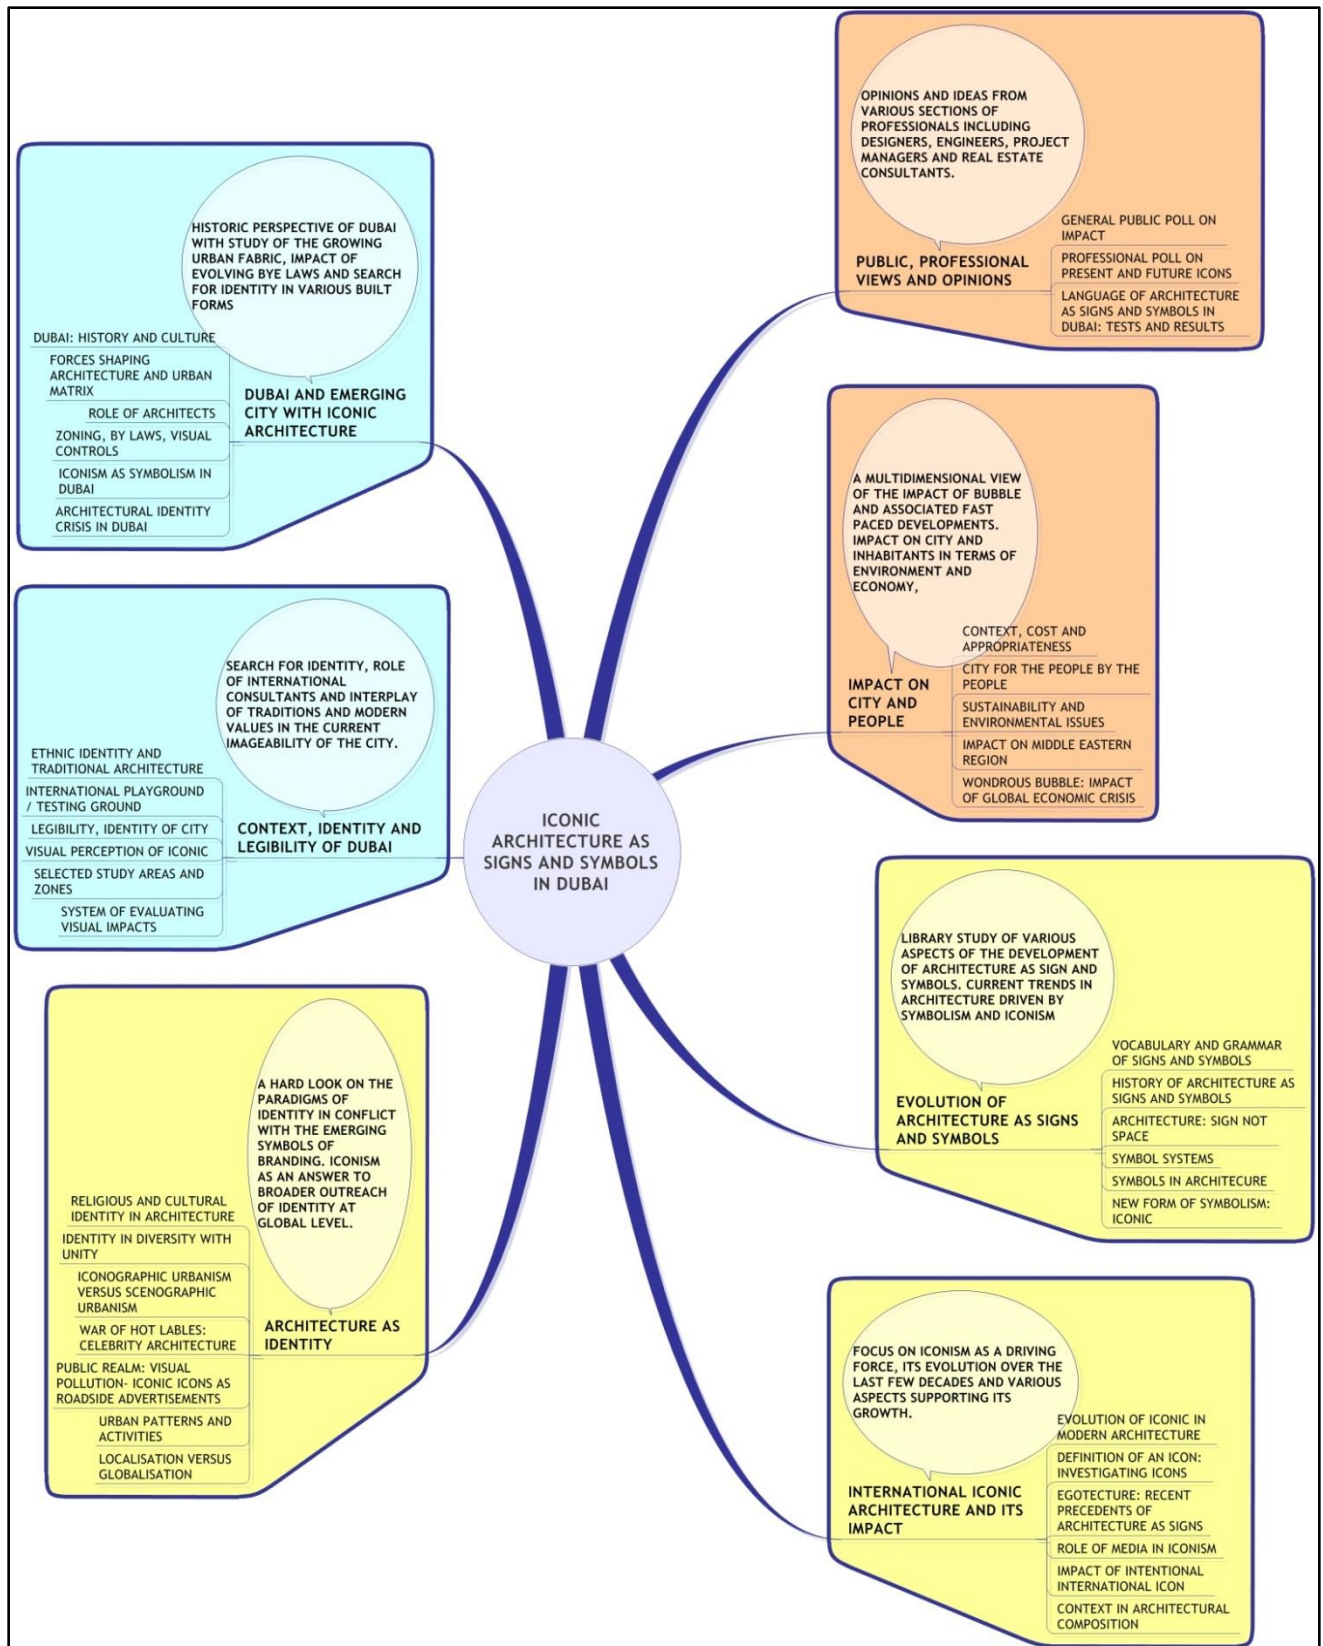 OPINIONS AND IDEAS FROM
VARIOUS SECTIONS OF
PROFESSIONALS INCLUDING
DESIGNERS, ENGINEERS, PROJECT
MANAGERS AND REAL ESTATE
CONSULTANTS.
PUBLIC, PROFESSIONAL
VIEWS AND OPINIONS
GENERAL PUBLIC POLL ON
IMPACT
PROFESSIONAL POLL ON
PRESENT AND FUTURE ICONS
LANGUAGE OF ARCHITECTURE
AS SIGNS AND SYMBOLS IN
DUBAI: TESTS AND RESULTS
HISTORIC PERSPECTIVE OF DUBAI
WITH STUDY OF THE GROWING
URBAN FABRIC, IMPACT OF
EVOLVING BYE LAWS AND SEARCH
FOR IDENTITY IN VARIOUS BUILT
FORMS
DUBAI AND EMERGING
CITY WITH ICONIC
ARCHITECTURE
DUBAI: HISTORY AND CULTURE
FORCES SHAPING
ARCHITECTURE AND URBAN
MATRIX
ROLE OF ARCHITECTS
ZONING, BY LAWS, VISUAL
CONTROLS
ICONISM AS SYMBOLISM IN
DUBAI
ARCHITECTURAL IDENTITY
CRISIS IN DUBAI
A MULTIDIMENSIONAL VIEW
OF THE IMPACT OF BUBBLE
AND ASSOCIATED FAST
PACED DEVELOPMENTS.
IMPACT ON CITY AND
INHABITANTS IN TERMS OF
ENVIRONMENT AND
ECONOMY,
IMPACT ON
CITY AND
PEOPLE
CONTEXT, COST AND
APPROPRIATENESS
CITY FOR THE PEOPLE BY THE
PEOPLE
SUSTAINABILITY AND
ENVIRONMENTAL ISSUES
IMPACT ON MIDDLE EASTERN
REGION
WONDROUS BUBBLE: IMPACT
OF GLOBAL ECONOMIC CRISIS
SEARCH FOR IDENTITY, ROLE
OF INTERNATIONAL
CONSULTANTS AND INTERPLAY
OF TRADITIONS AND MODERN
VALUES IN THE CURRENT
IMAGEABILITY OF THE CITY.
CONTEXT, IDENTITY AND
LEGIBILITY OF DUBAI
ETHNIC IDENTITY AND
TRADITIONAL ARCHITECTURE
INTERNATIONAL PLAYGROUND
/ TESTING GROUND
LEGIBILITY, IDENTITY OF CITY
VISUAL PERCEPTION OF ICONIC
SELECTED STUDY AREAS AND
ZONES
SYSTEM OF EVALUATING
VISUAL IMPACTS
ICONIC
ARCHITECTURE AS
SIGNS AND SYMBOLS
IN DUBAI
LIBRARY STUDY OF VARIOUS
ASPECTS OF THE DEVELOPMENT
OF ARCHITECTURE AS SIGN AND
SYMBOLS. CURRENT TRENDS IN
ARCHITECTURE DRIVEN BY
SYMBOLISM AND ICONISM
EVOLUTION OF
ARCHITECTURE AS SIGNS
AND SYMBOLS
VOCABULARY AND GRAMMAR
OF SIGNS AND SYMBOLS
HISTORY OF ARCHITECTURE AS
SIGNS AND SYMBOLS
ARCHITECTURE: SIGN NOT
SPACE
SYMBOL SYSTEMS
SYMBOLS IN ARCHITECURE
NEW FORM OF SYMBOLISM:
ICONIC
A HARD LOOK ON THE
PARADIGMS OF
IDENTITY IN CONFLICT
WITH THE EMERGING
SYMBOLS OF
BRANDING. ICONISM
AS AN ANSWER TO
BROADER OUTREACH
OF IDENTITY AT
GLOBAL LEVEL.
ARCHITECTURE AS
IDENTITY
RELIGIOUS AND CULTURAL
IDENTITY IN ARCHITECTURE
IDENTITY IN DIVERSITY WITH
UNITY
ICONOGRAPHIC URBANISM
VERSUS SCENOGRAPHIC
URBANISM
WAR OF HOT LABLES:
CELEBRITY ARCHITECTURE
PUBLIC REALM: VISUAL
POLLUTION- ICONIC ICONS AS
ROADSIDE ADVERTISEMENTS
URBAN PATTERNS AND
ACTIVITIES
LOCALISATION VERSUS
GLOBALISATION
FOCUS ON ICONISM AS A DRIVING
FORCE, ITS EVOLUTION OVER THE
LAST FEW DECADES AND VARIOUS
ASPECTS SUPPORTING ITS
GROWTH.
INTERNATIONAL ICONIC
ARCHITECTURE AND ITS
IMPACT
EVOLUTION OF ICONIC IN
MODERN ARCHITECTURE
DEFINITION OF AN ICON:
INVESTIGATING ICONS
EGOTECTURE: RECENT
PRECEDENTS OF
ARCHITECTURE AS SIGNS
ROLE OF MEDIA IN ICONISM
IMPACT OF INTENTIONAL
INTERNATIONAL ICON
CONTEXT IN ARCHITECTURAL
COMPOSITION